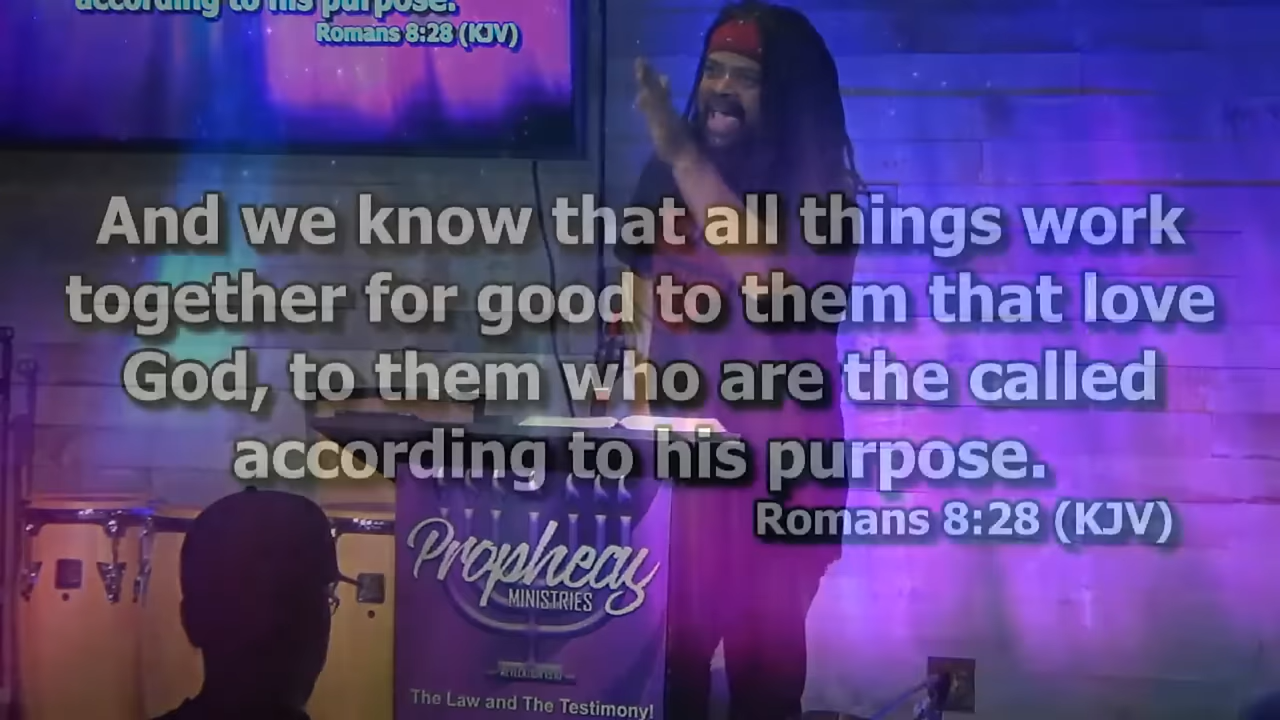 according to his purpose.
Romans 8:28 (KJV)
And we know that all things work
together for good to them that love
God, to them who are the called
according to his purpose.
Romans 8:28 (KJV)
Prophecy
MINISTRIES
The Law and The Testimony!